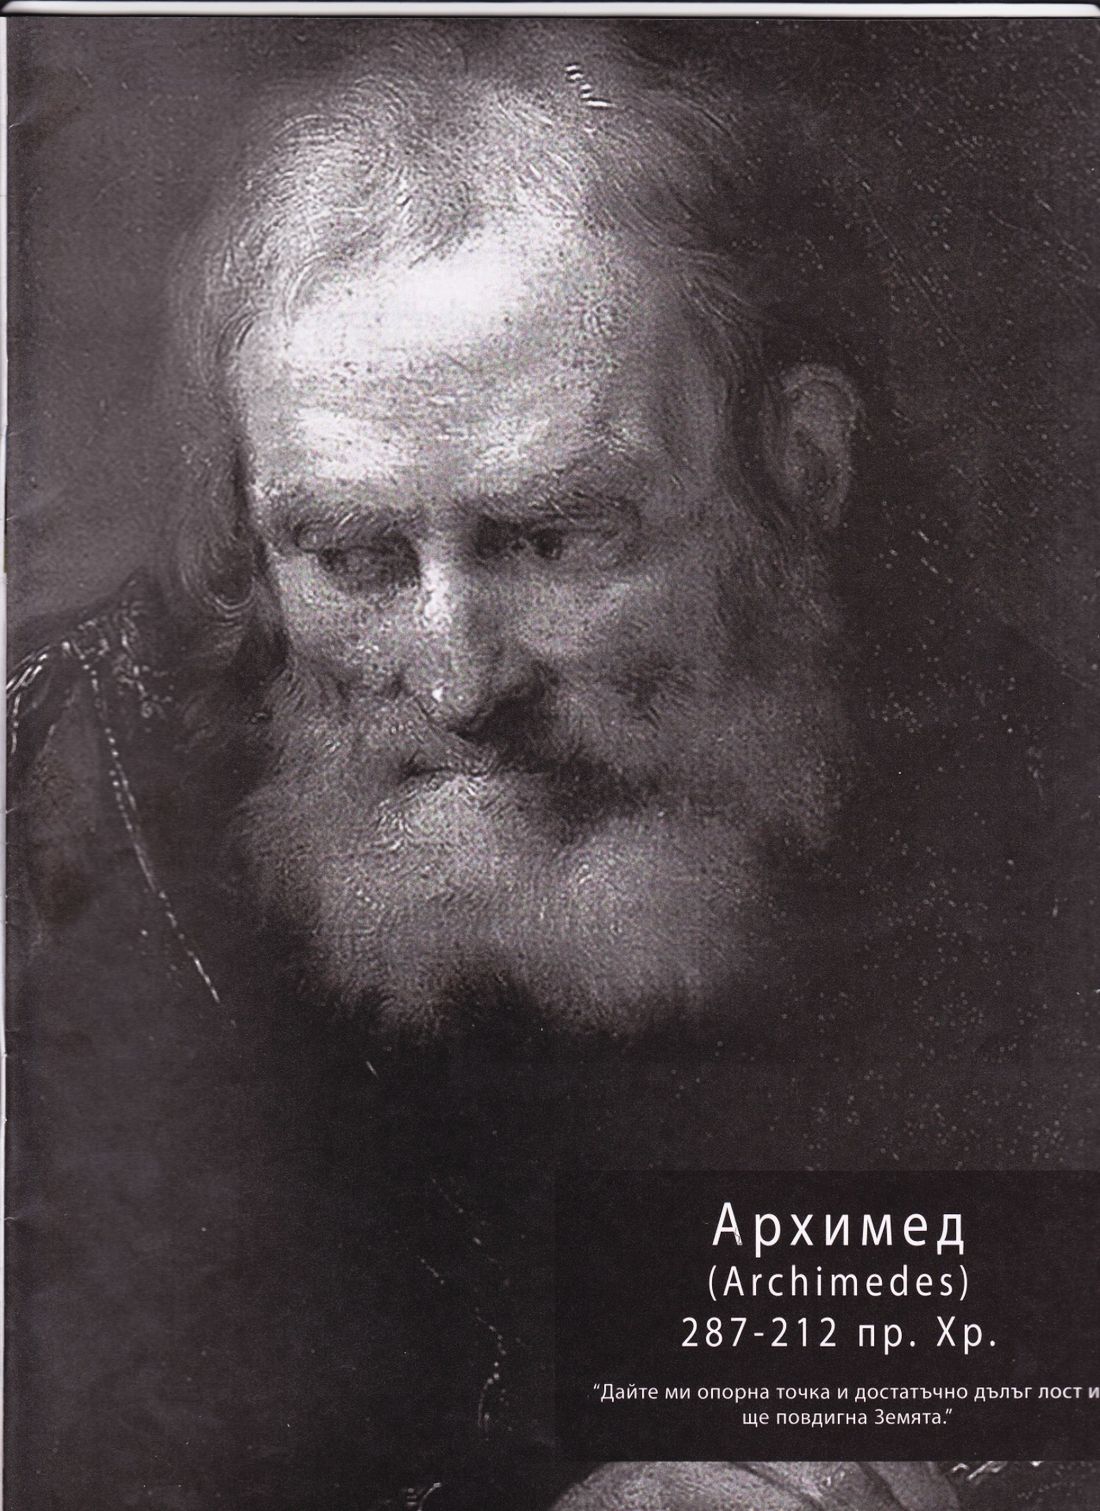 Архимед
(Archimedes)
287-212 пр. Хр.
“Дайте ми опорна точка и достатъчно дълъг лост и
ще повдигна Земята.”